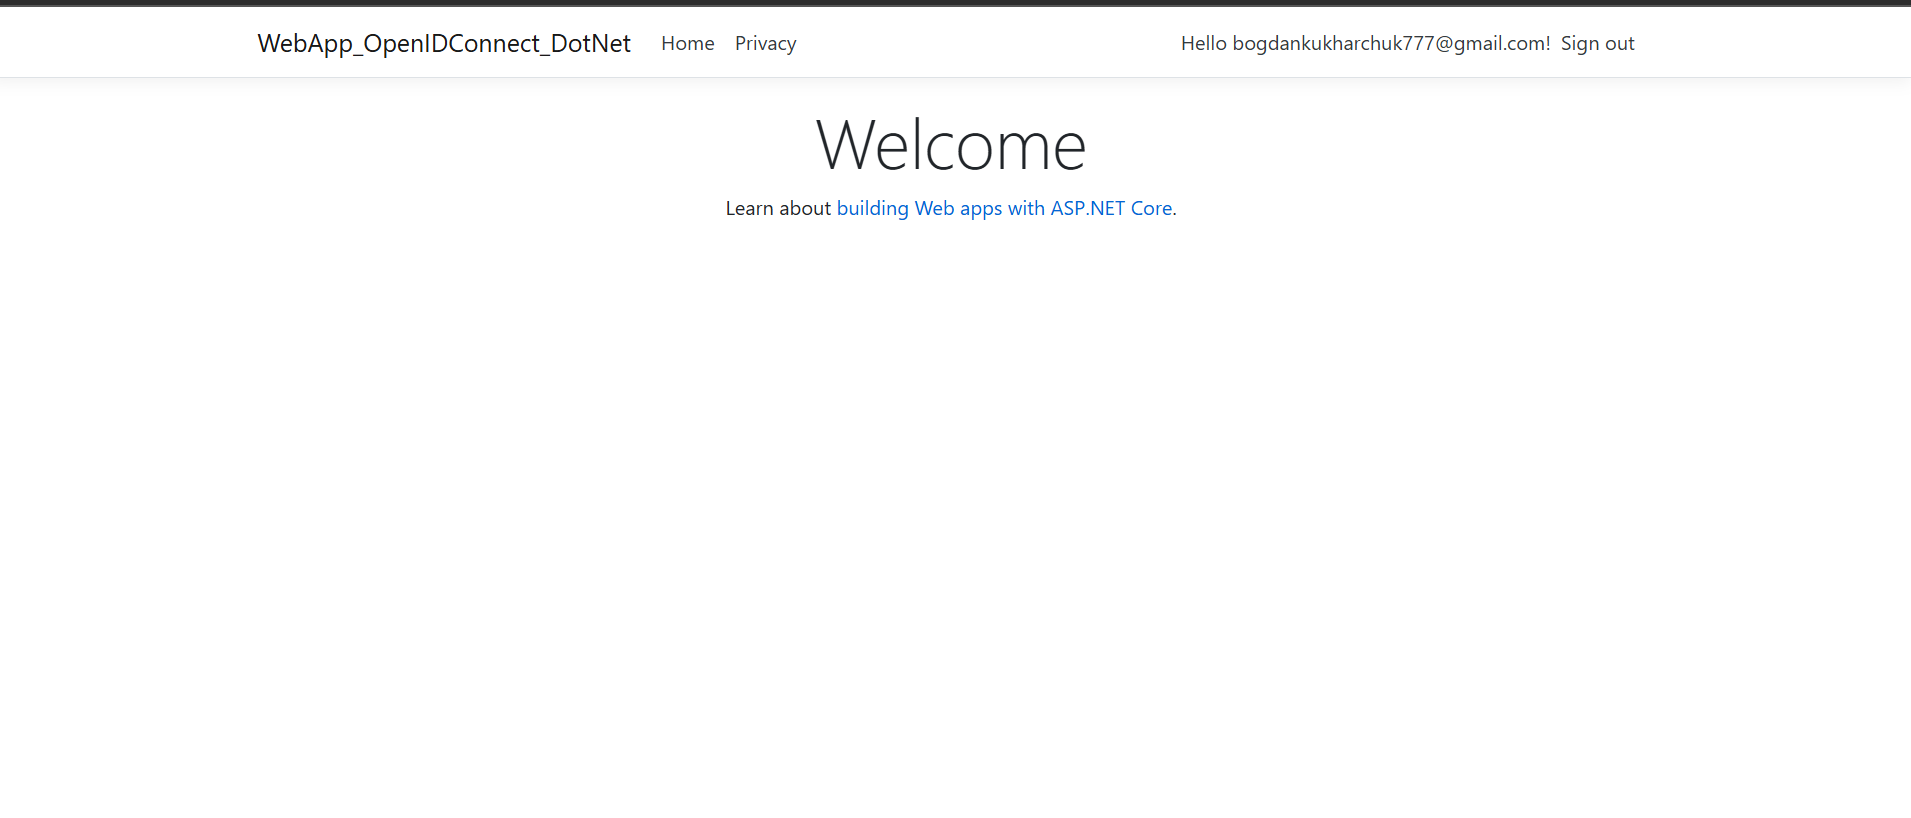 WebApp_OpenIDConnect_DotNet Home Privacy Hello bogdankukharchuk777@gmail.com! Sign out
Welcome
Learn about building Web apps with ASP.NET Core.